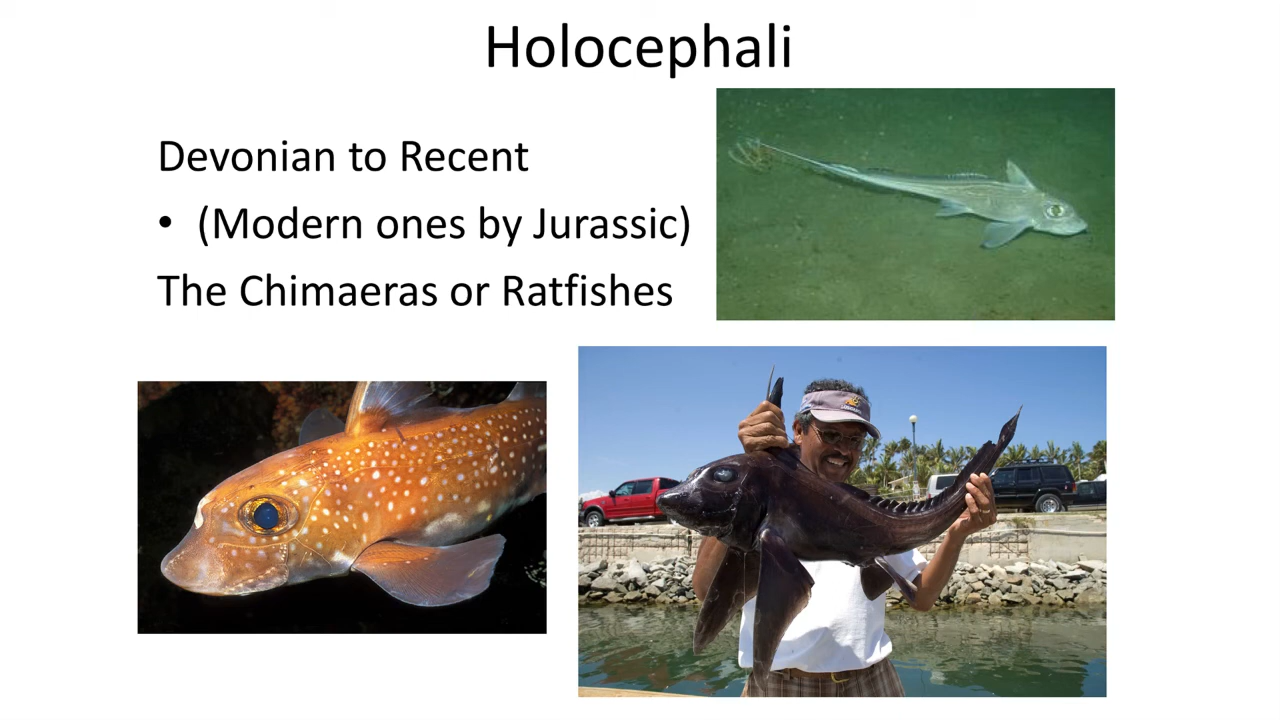 Holocephali
Devonian to Recent
• (Modern ones by Jurassic)
The Chimaeras or Ratfishes